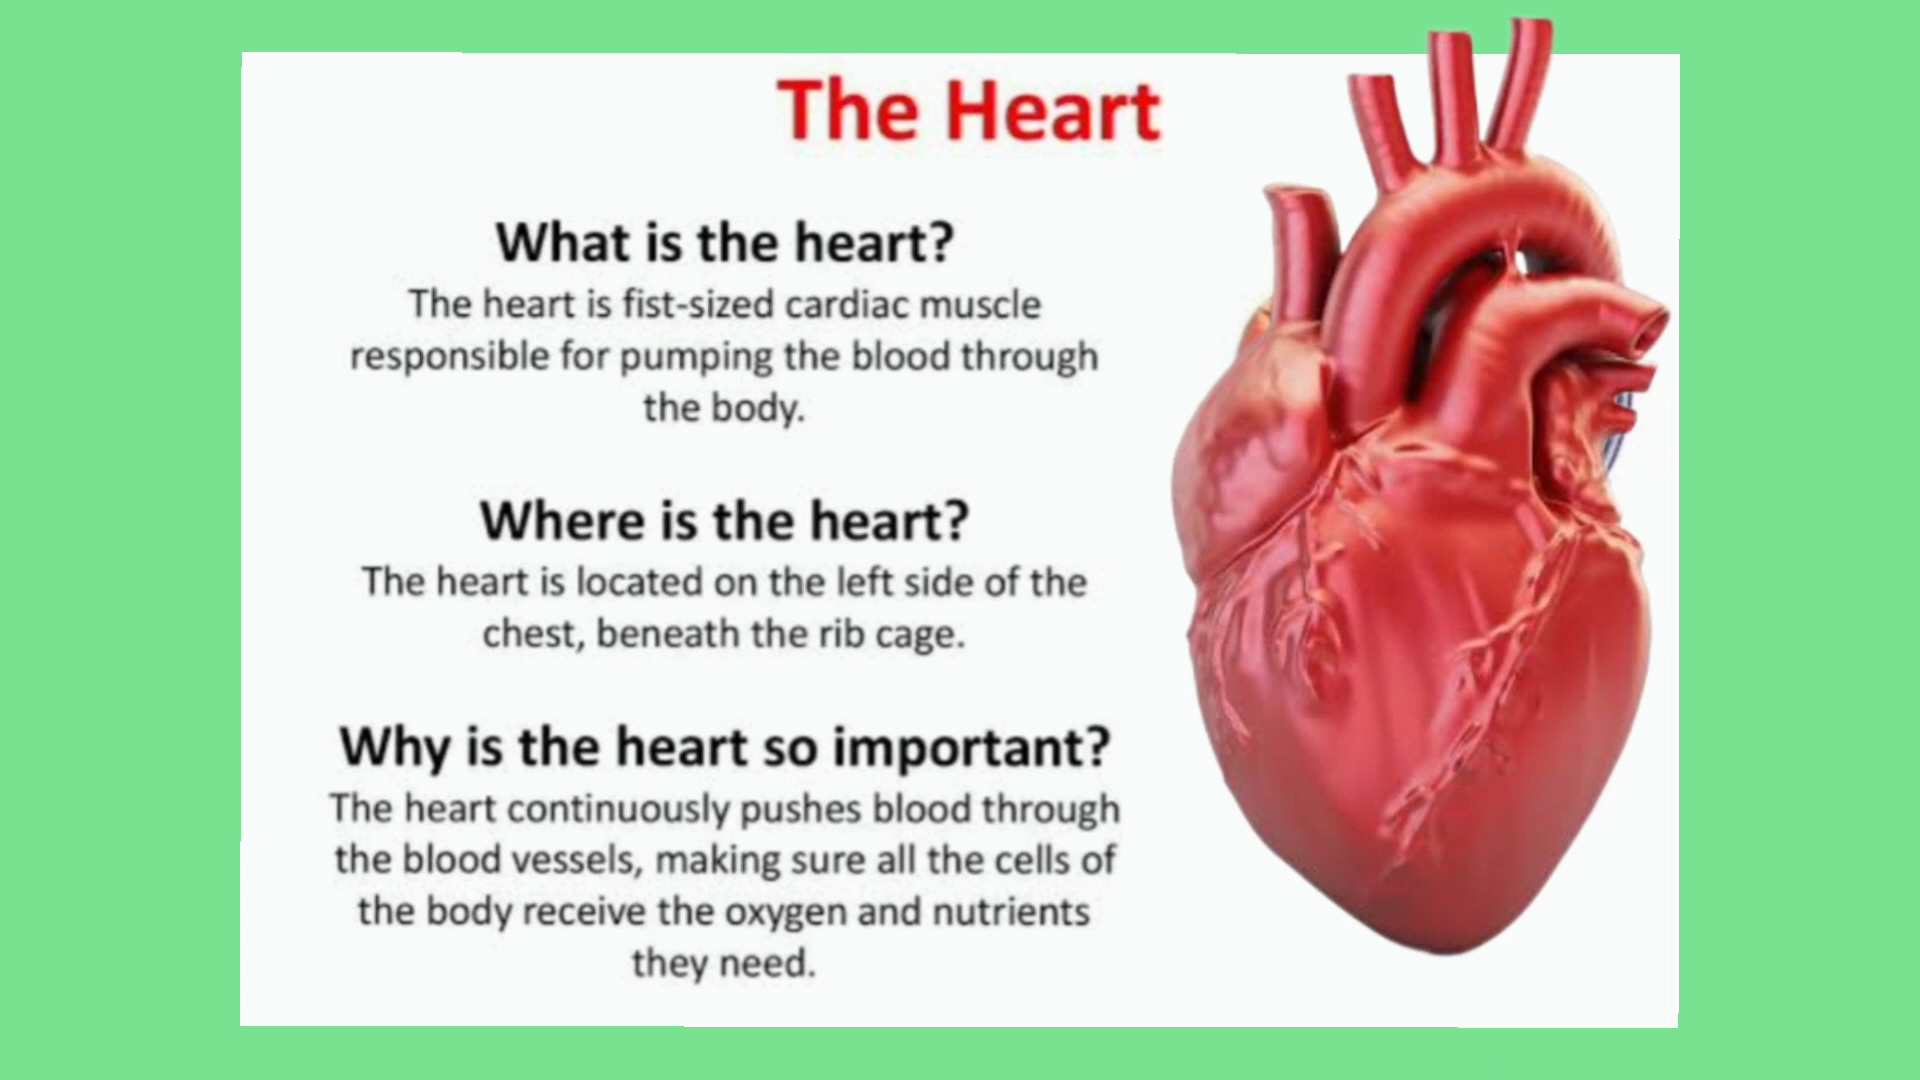 The Heart
What is the heart?
The heart is fist-sized cardiac muscle
responsible for pumping the blood through
the body.
Where is the heart?
The heart is located on the left side of the
chest, beneath the rib cage.
Why is the heart so important?
The heart continuously pushes blood through
the blood vessels, making sure all the cells of
the body receive the oxygen and nutrients
they need.